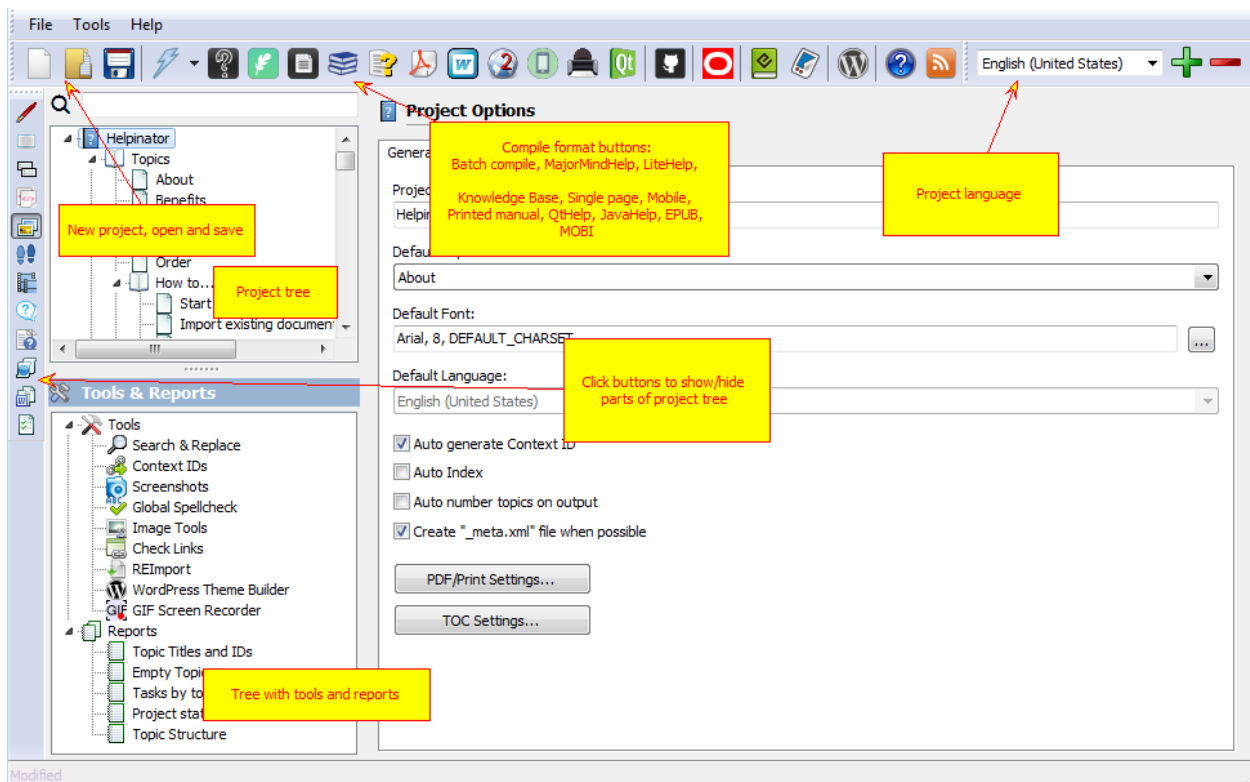 File Tools Help
English (United States)
Project Options
Helpinator
Topics
About
Benefits
New project, open and save
Order
How to...
Project tree
Start
Import existing documen
Compile format buttons:
Batch compile, MajorMindHelp, LiteHelp,
Knowledge Base, Single page, Mobile,
Printed manual, QtHelp, JavaHelp, EPUB,
MOBI
Project language
About
Default Font:
Arial, 8, DEFAULT_CHARSET
...
Default Language:
English (United States)
Click buttons to show/hide
parts of project tree
Auto generate Context ID
Auto Index
Auto number topics on output
Create "_meta.xml" file when possible
PDF/Print Settings...
TOC Settings...
Tools & Reports
Tools
Search & Replace
Context IDs
Screenshots
Global Spellcheck
Image Tools
Check Links
REImport
WordPress Theme Builder
GIF GIF Screen Recorder
Reports
Topic Titles and IDs
Empty Topi
Tasks by to
Project stat
Topic Structure
Tree with tools and reports
Modified